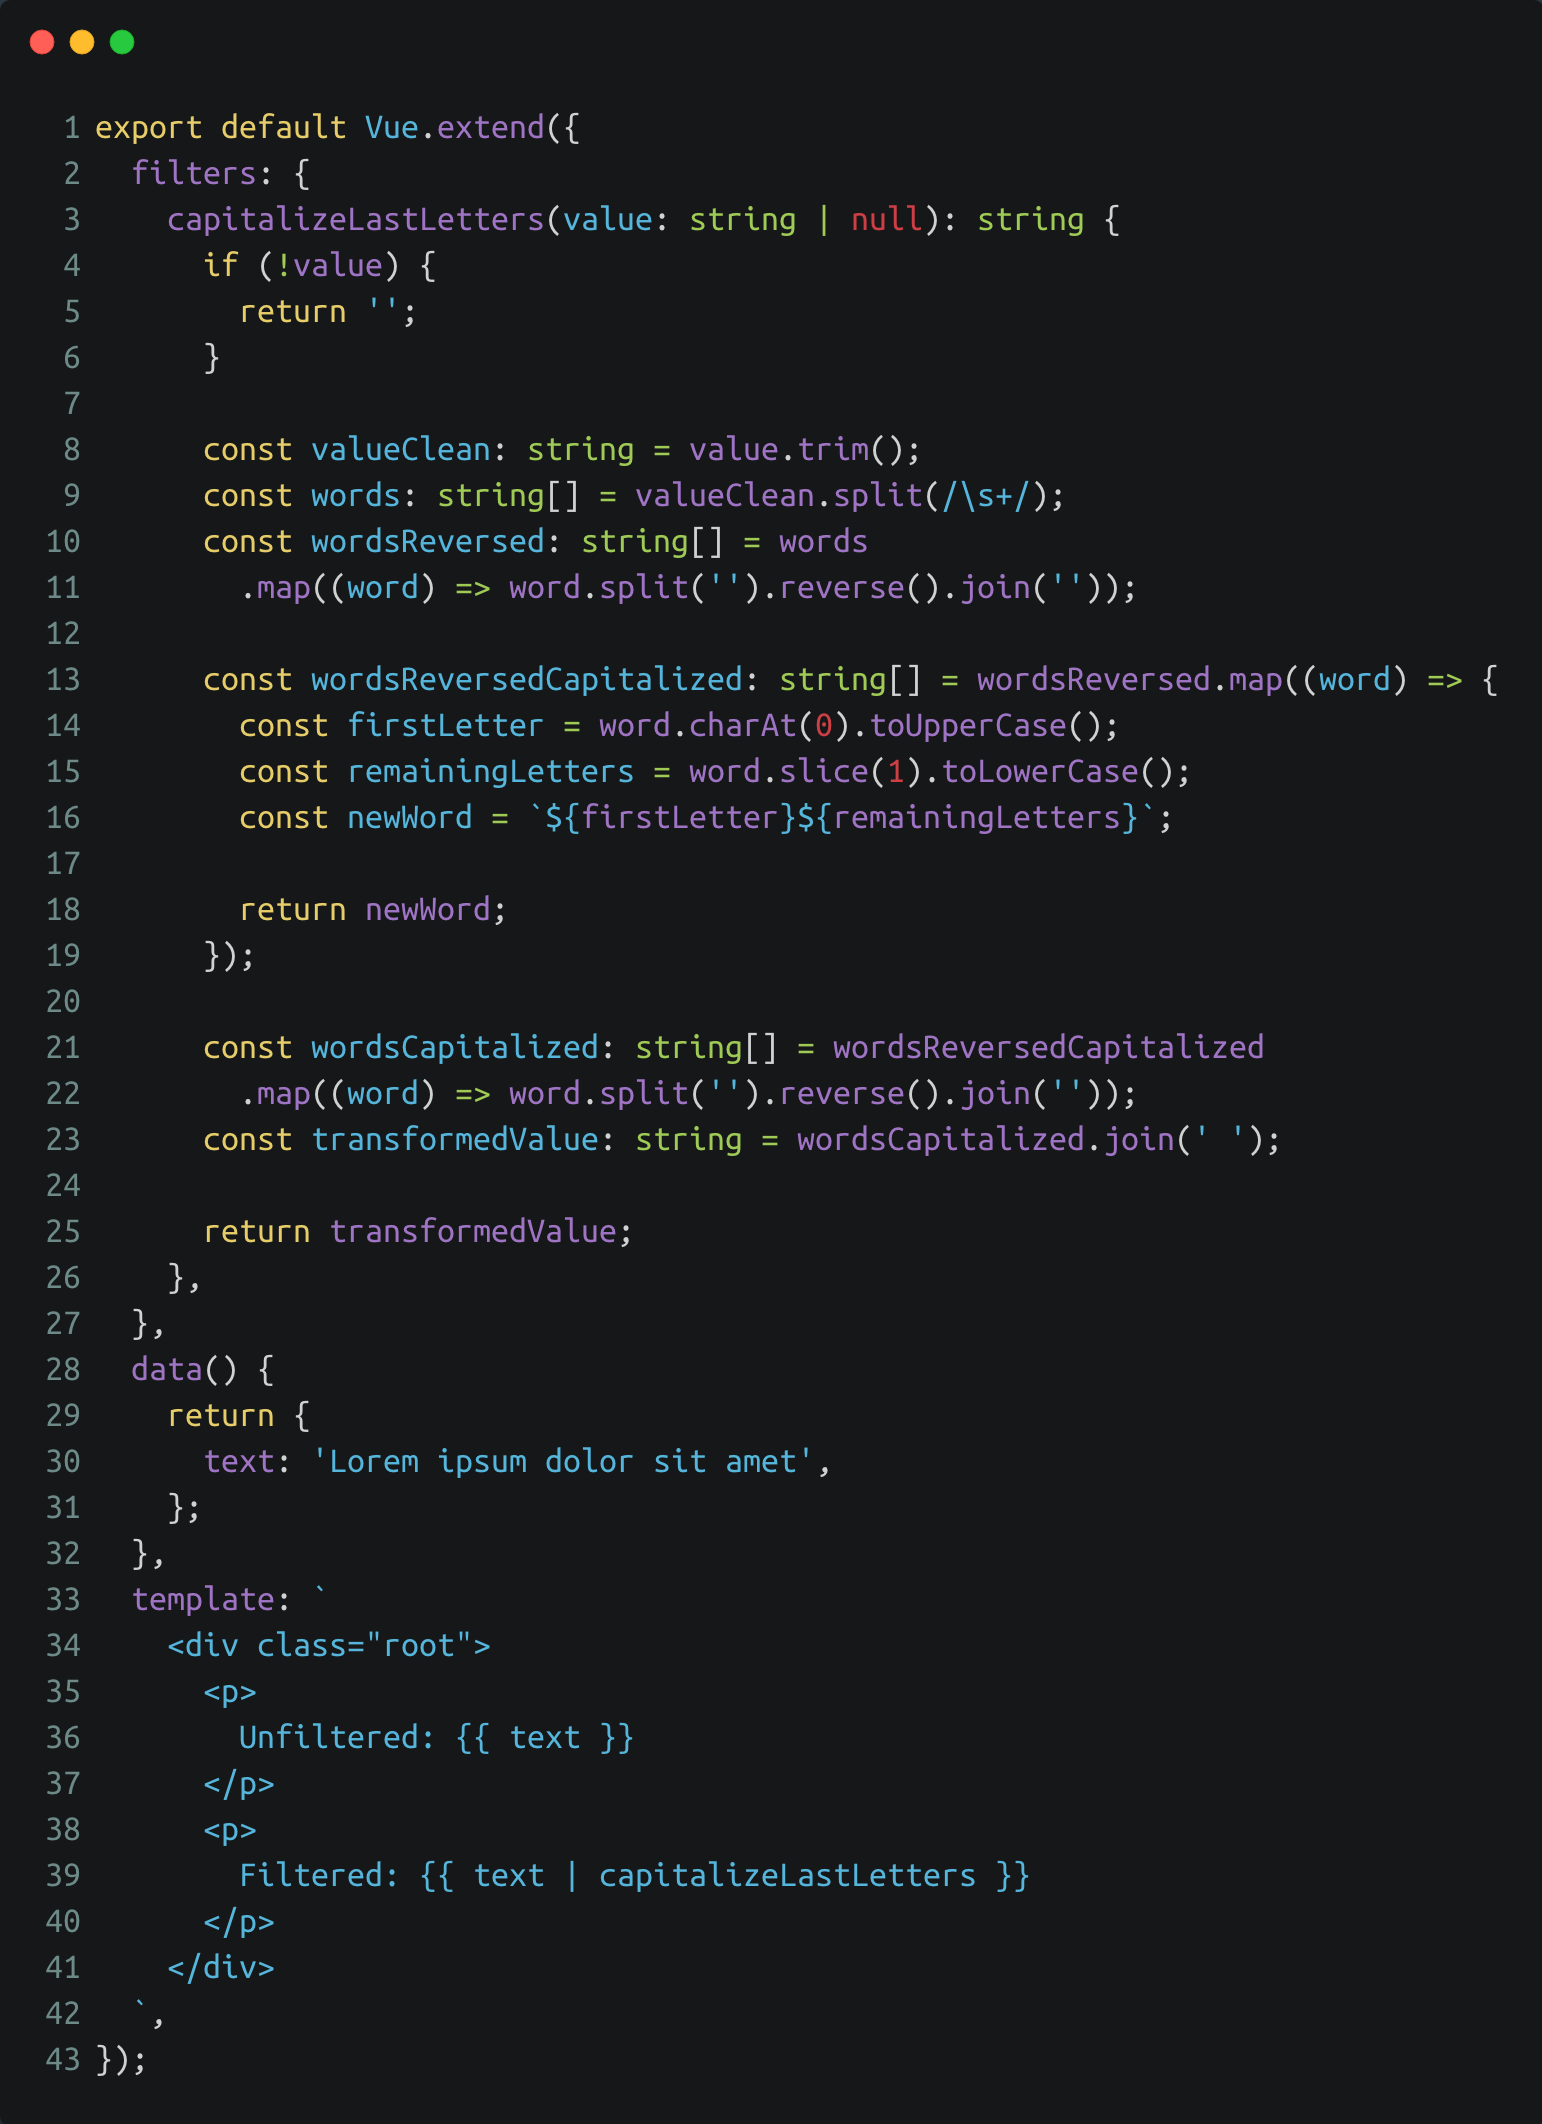 1 export default Vue.extend({
2   filters: {
3     capitalizeLastLetters(value: string | null): string {
4       if (!value) {
5         return '';
6       }
7
8       const valueClean: string = value.trim();
9       const words: string[] = valueClean.split(/\s+/);
10       const wordsReversed: string[] = words
11         .map((word) => word.split('').reverse().join(''));
12
13       const wordsReversedCapitalized: string[] = wordsReversed.map((word) => {
14         const firstLetter = word.charAt(0).toUpperCase();
15         const remainingLetters = word.slice(1).toLowerCase();
16         const newWord = `${firstLetter}${remainingLetters}`;
17
18         return newWord;
19       });
20
21       const wordsCapitalized: string[] = wordsReversedCapitalized
22         .map((word) => word.split('').reverse().join(''));
23       const transformedValue: string = wordsCapitalized.join(' ');
24
25       return transformedValue;
26     },
27   },
28   data() {
29     return {
30       text: 'Lorem ipsum dolor sit amet',
31     };
32   },
33   template: `
34     <div class="root">
35       <p>
36         Unfiltered: {{ text }}
37       </p>
38       <p>
39         Filtered: {{ text | capitalizeLastLetters }}
40       </p>
41     </div>
42   `,
43 });